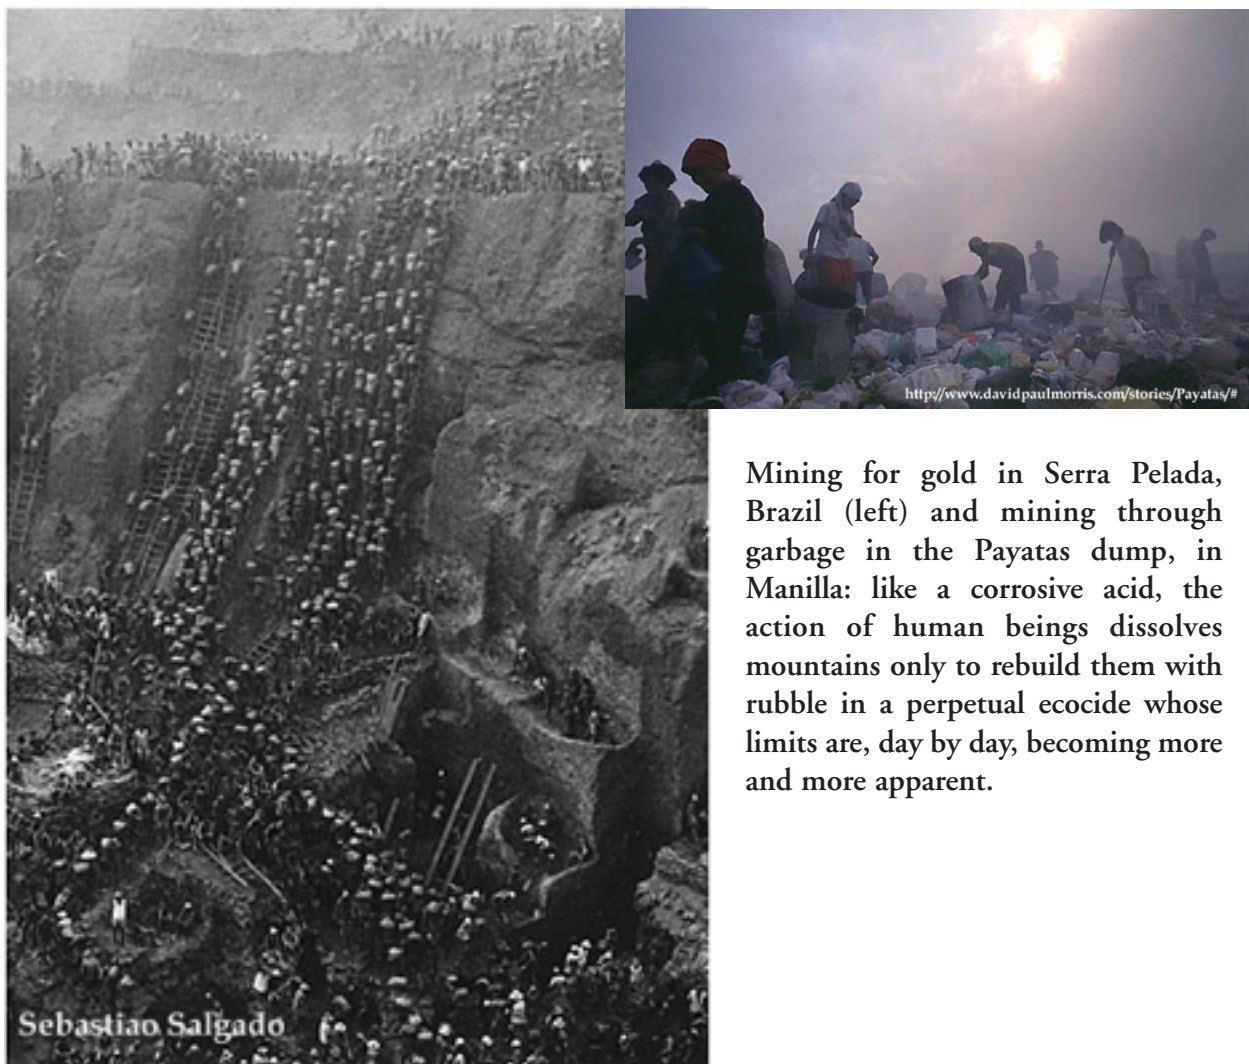 http://www.davidpaulmorris.com/stories/Payatas/#
Mining for gold in Serra Pelada,
Brazil (left) and mining through
garbage in the Payatas dump, in
Manilla: like a corrosive acid, the
action of human beings dissolves
mountains only to rebuild them with
rubble in a perpetual ecocide whose
limits are, day by day, becoming more
and more apparent.
Sebastiao Salgado